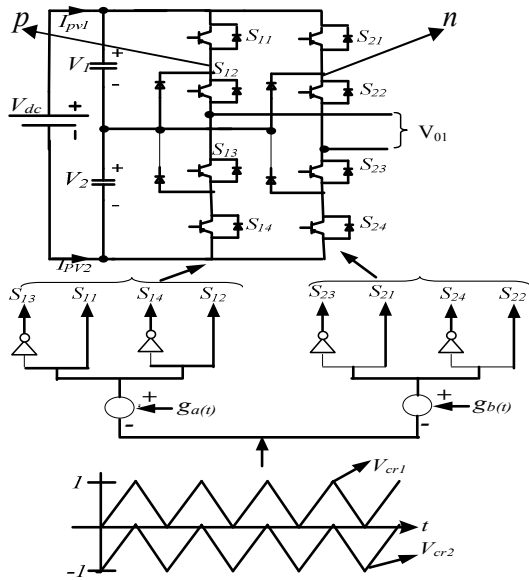 p I_pv1 S_11 S_21 n
V_1 + - S_12 S_22
V_dc + - V_01
V_2 + - S_13 S_23
S_14 S_24
I_PV2
S_13 S_11 S_14 S_12 S_23 S_21 S_24 S_22
+ - g_a(t) + - g_b(t)
1 V_cr1
t
-1 V_cr2